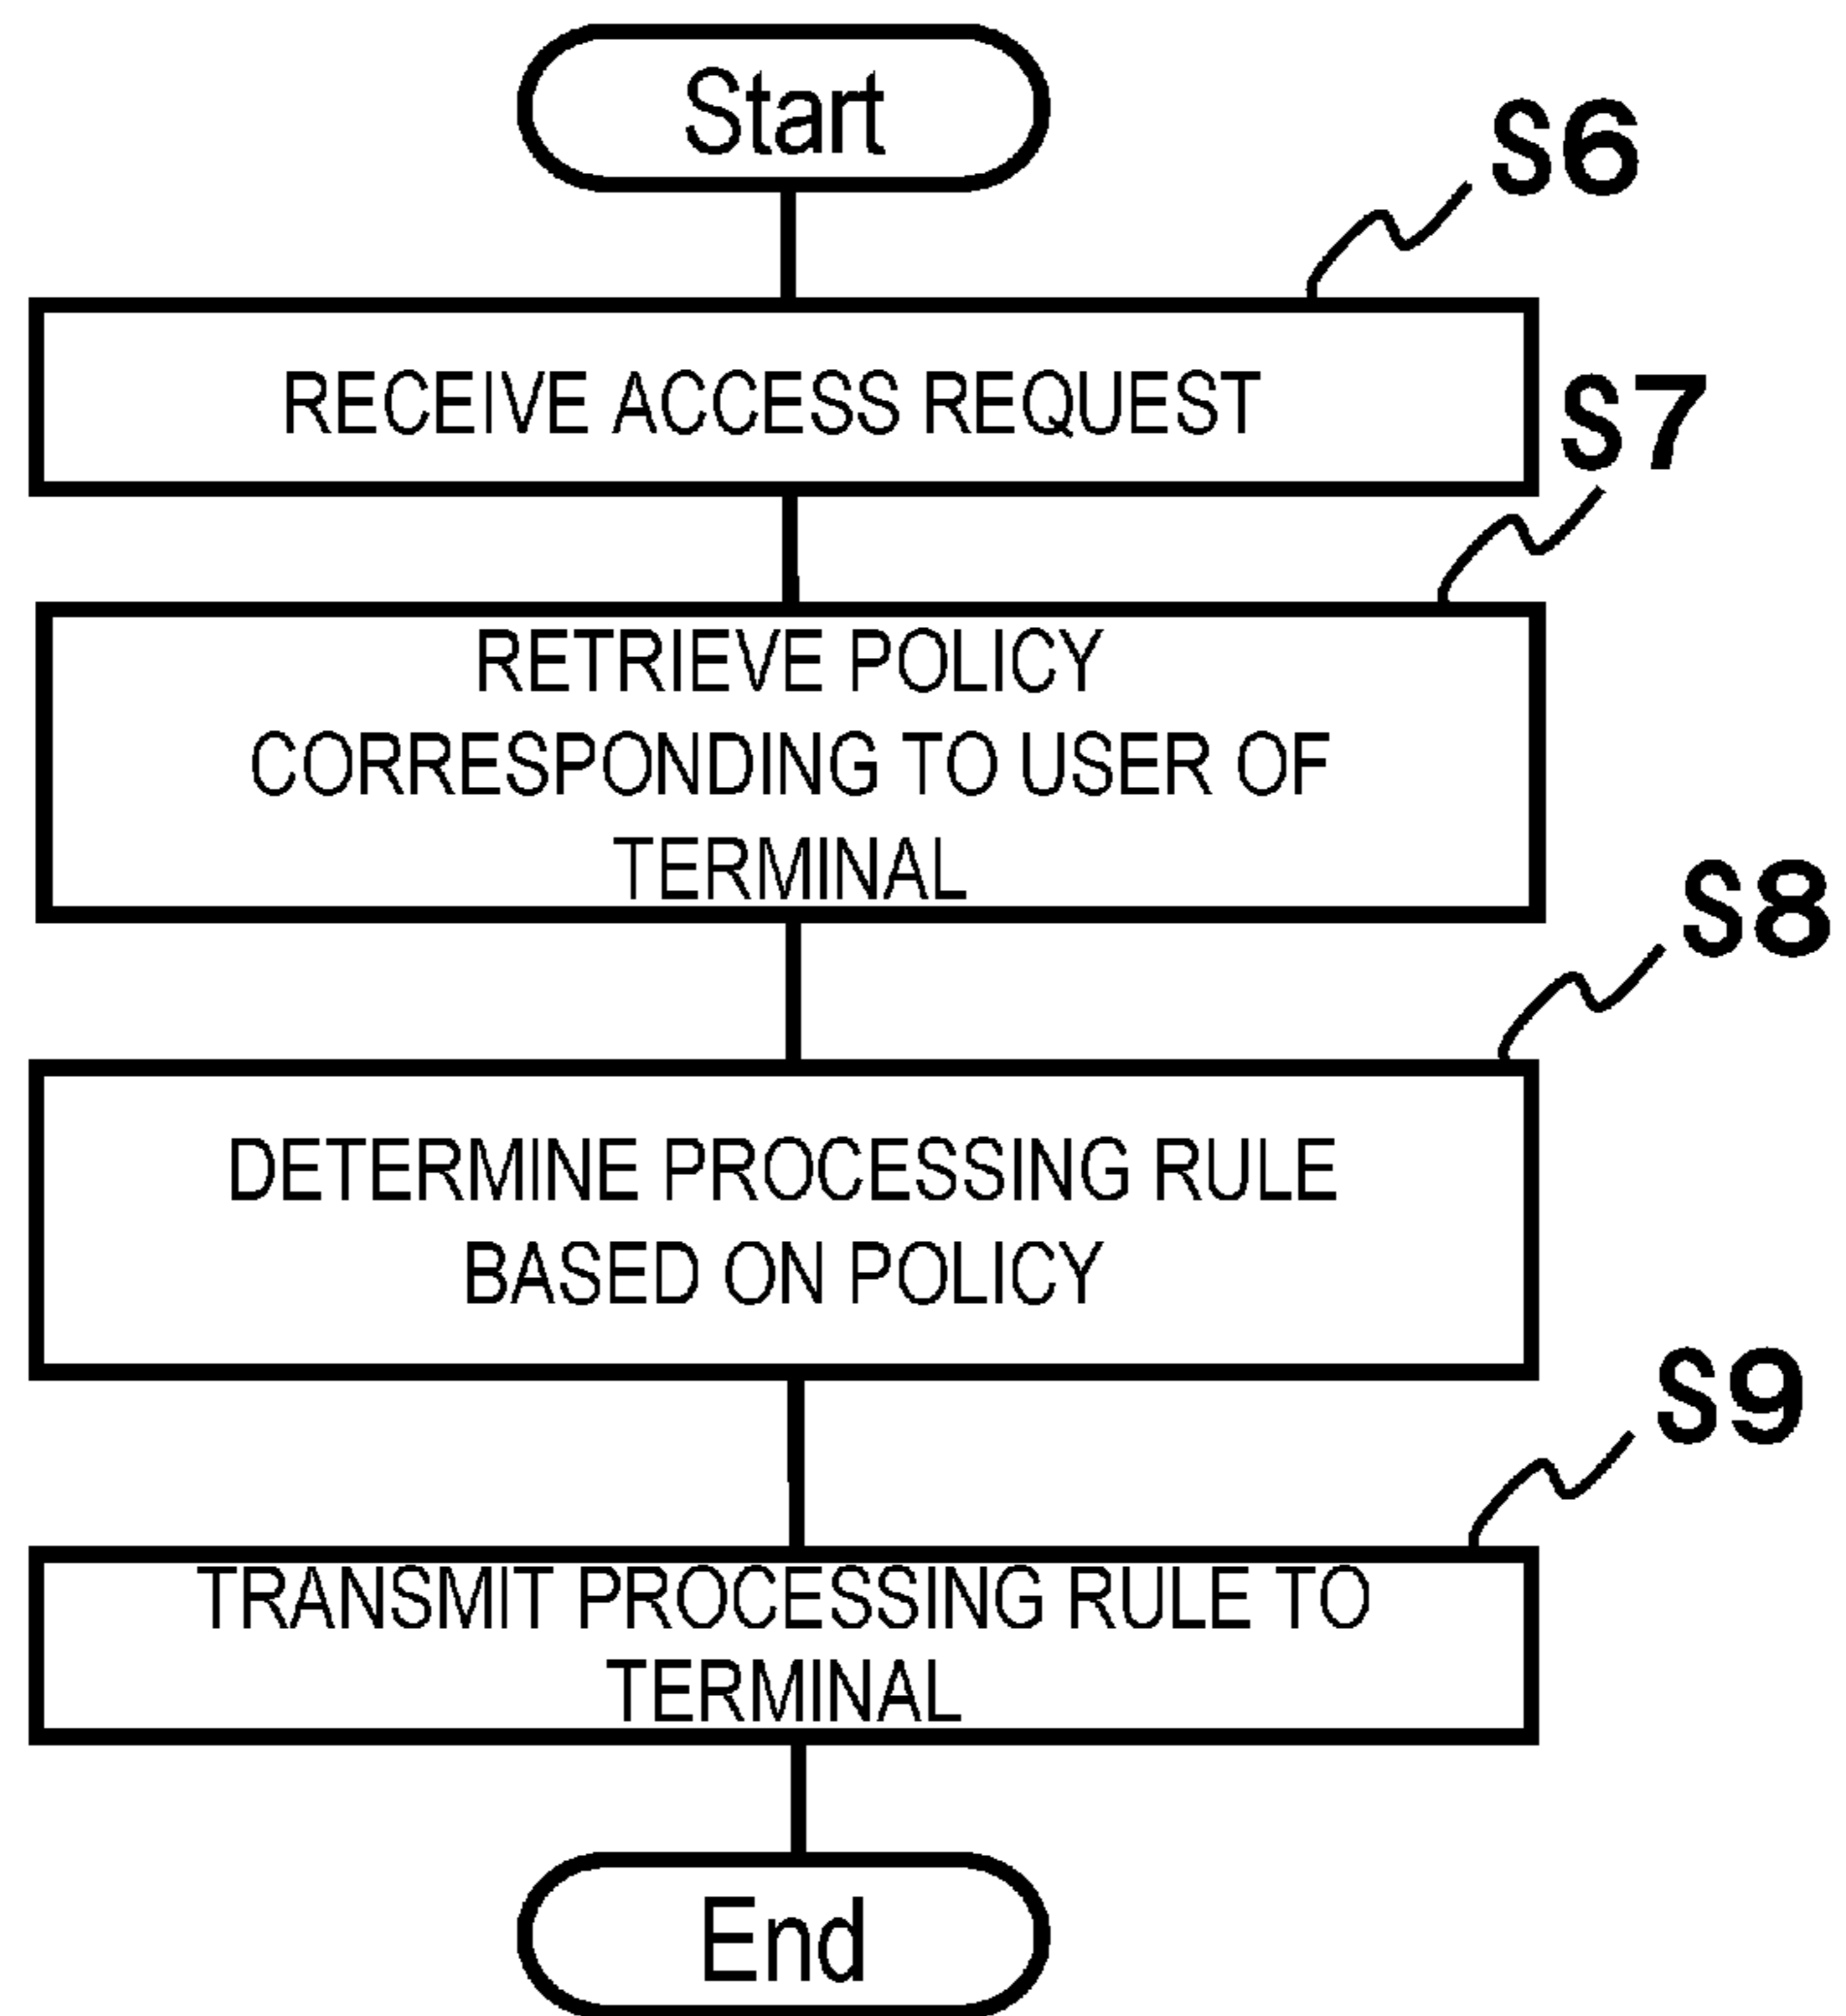 Start
S6
RECEIVE ACCESS REQUEST
S7
RETRIEVE POLICY
CORRESPONDING TO USER OF
TERMINAL
S8
DETERMINE PROCESSING RULE
BASED ON POLICY
S9
TRANSMIT PROCESSING RULE TO
TERMINAL
End